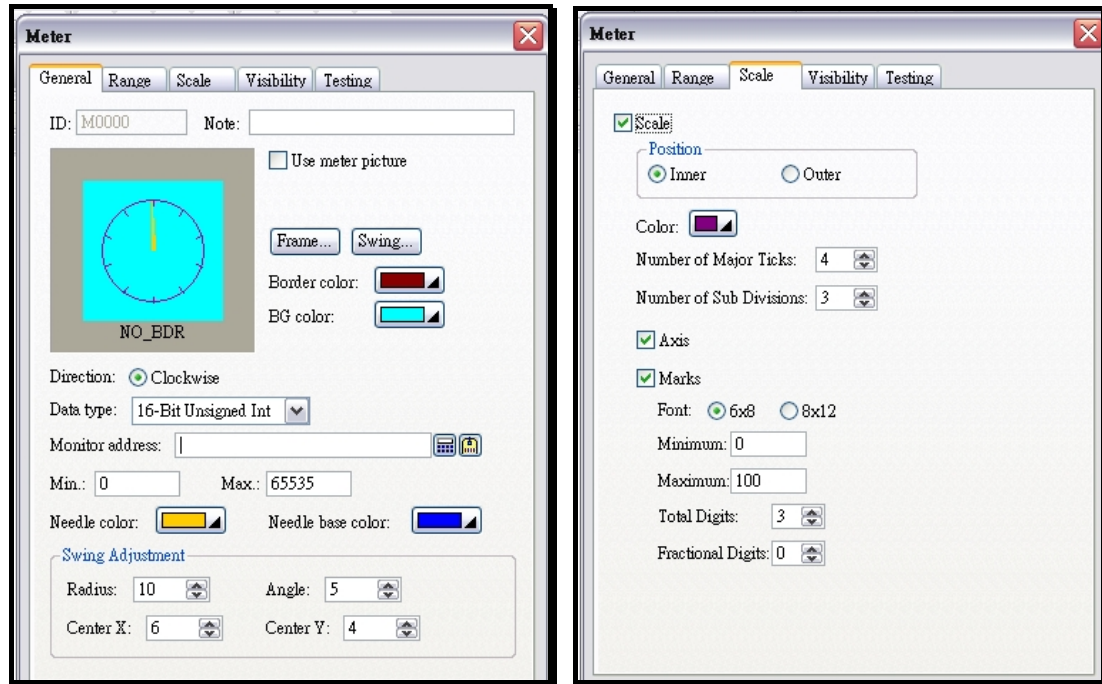 Meter
General Range Scale Visibility Testing
ID: M0000 Note:
Use meter picture
Frame... Swing...
Border color:
BG color:
NO_BDR
Direction: Clockwise
Data type: 16-Bit Unsigned Int
Monitor address:
Min.: 0 Max.: 65535
Needle color: Needle base color:
Swing Adjustment
Radius: 10 Angle: 5
Center X: 6 Center Y: 4
Meter
General Range Scale Visibility Testing
Scale
Position
Inner Outer
Color:
Number of Major Ticks: 4
Number of Sub Divisions: 3
Axis
Marks
Font: 6x8 8x12
Minimum: 0
Maximum: 100
Total Digits: 3
Fractional Digits: 0